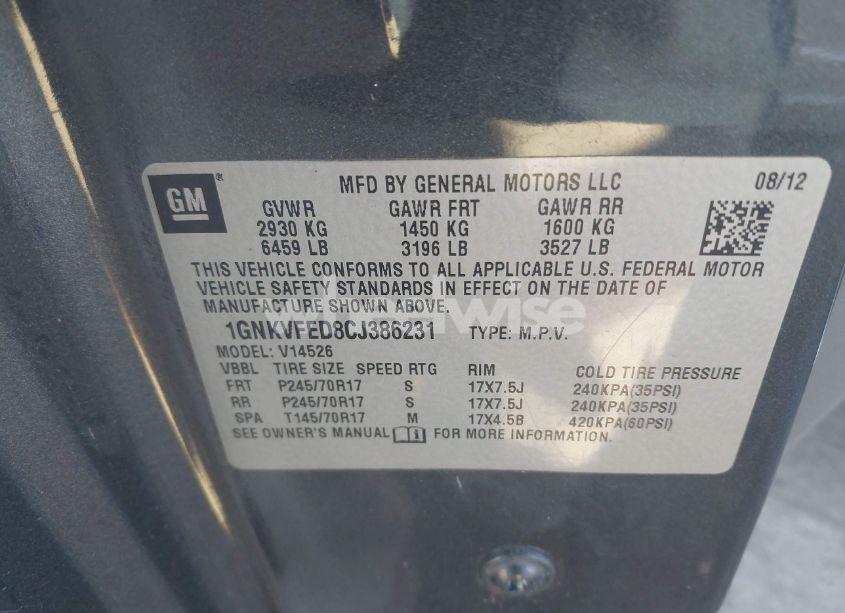 GM ®
MFD BY GENERAL MOTORS LLC 08/12
GVWR GAWR FRT GAWR RR
2930 KG 1450 KG 1600 KG
6459 LB 3196 LB 3527 LB
THIS VEHICLE CONFORMS TO ALL APPLICABLE U.S. FEDERAL MOTOR
VEHICLE SAFETY STANDARDS IN EFFECT ON THE DATE OF
MANUFACTURE SHOWN ABOVE.
1GNKVFED8CJ386231 TYPE: M.P.V.
MODEL: V14526
VBBL TIRE SIZE SPEED RTG RIM COLD TIRE PRESSURE
FRT P245/70R17 S 17X7.5J 240KPA(35PSI)
RR P245/70R17 S 17X7.5J 240KPA(35PSI)
SPA T145/70R17 M 17X4.5B 420KPA(60PSI)
SEE OWNER'S MANUAL FOR MORE INFORMATION.